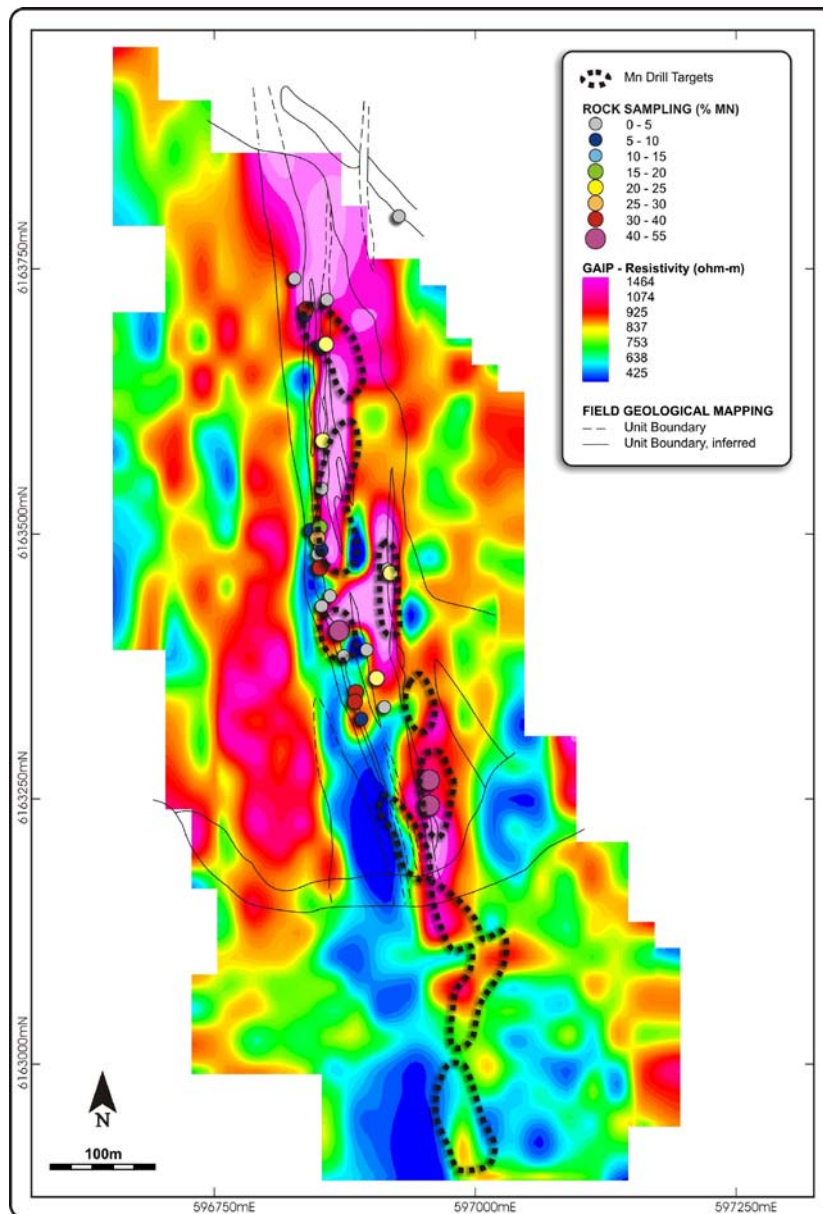 Mn Drill Targets
ROCK SAMPLING (% MN)
0 - 5
5 - 10
10 - 15
15 - 20
20 - 25
25 - 30
30 - 40
40 - 55
GAIP - Resistivity (ohm-m)
1464
1074
925
837
753
638
425
FIELD GEOLOGICAL MAPPING
Unit Boundary
Unit Boundary, inferred
6163750mN
6163500mN
6163250mN
6163000mN
N
100m
596750mE
597000mE
597250mE